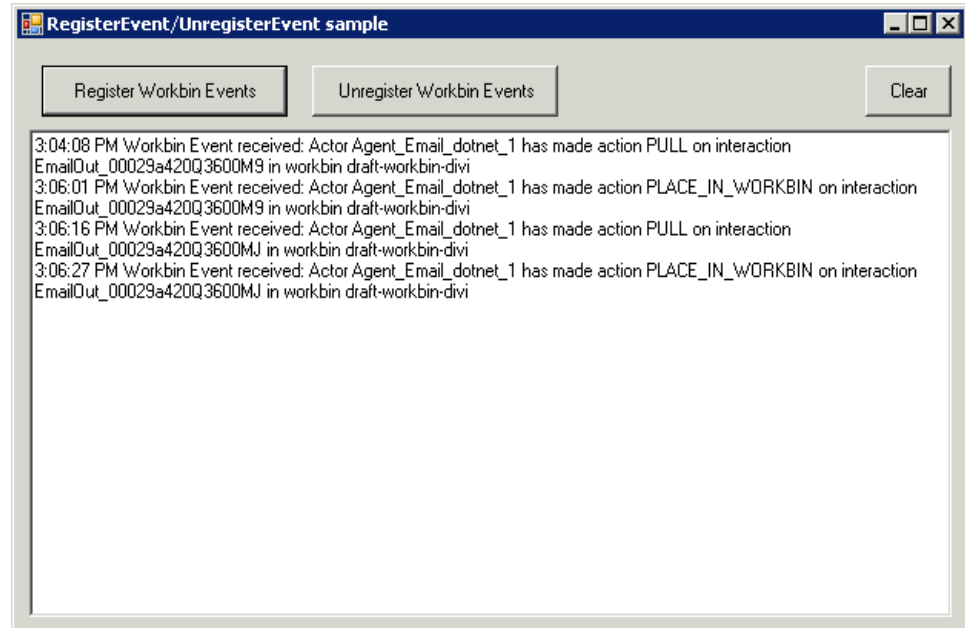 RegisterEvent/UnregisterEvent sample
Register Workbin Events
Unregister Workbin Events
Clear
3:04:08 PM Workbin Event received: Actor Agent_Email_dotnet_1 has made action PULL on interaction
EmailOut_00029a420Q3600M9 in workbin draft-workbin-divi
3:06:01 PM Workbin Event received: Actor Agent_Email_dotnet_1 has made action PLACE_IN_WORKBIN on interaction
EmailOut_00029a420Q3600M9 in workbin draft-workbin-divi
3:06:16 PM Workbin Event received: Actor Agent_Email_dotnet_1 has made action PULL on interaction
EmailOut_00029a420Q3600MJ in workbin draft-workbin-divi
3:06:27 PM Workbin Event received: Actor Agent_Email_dotnet_1 has made action PLACE_IN_WORKBIN on interaction
EmailOut_00029a420Q3600MJ in workbin draft-workbin-divi